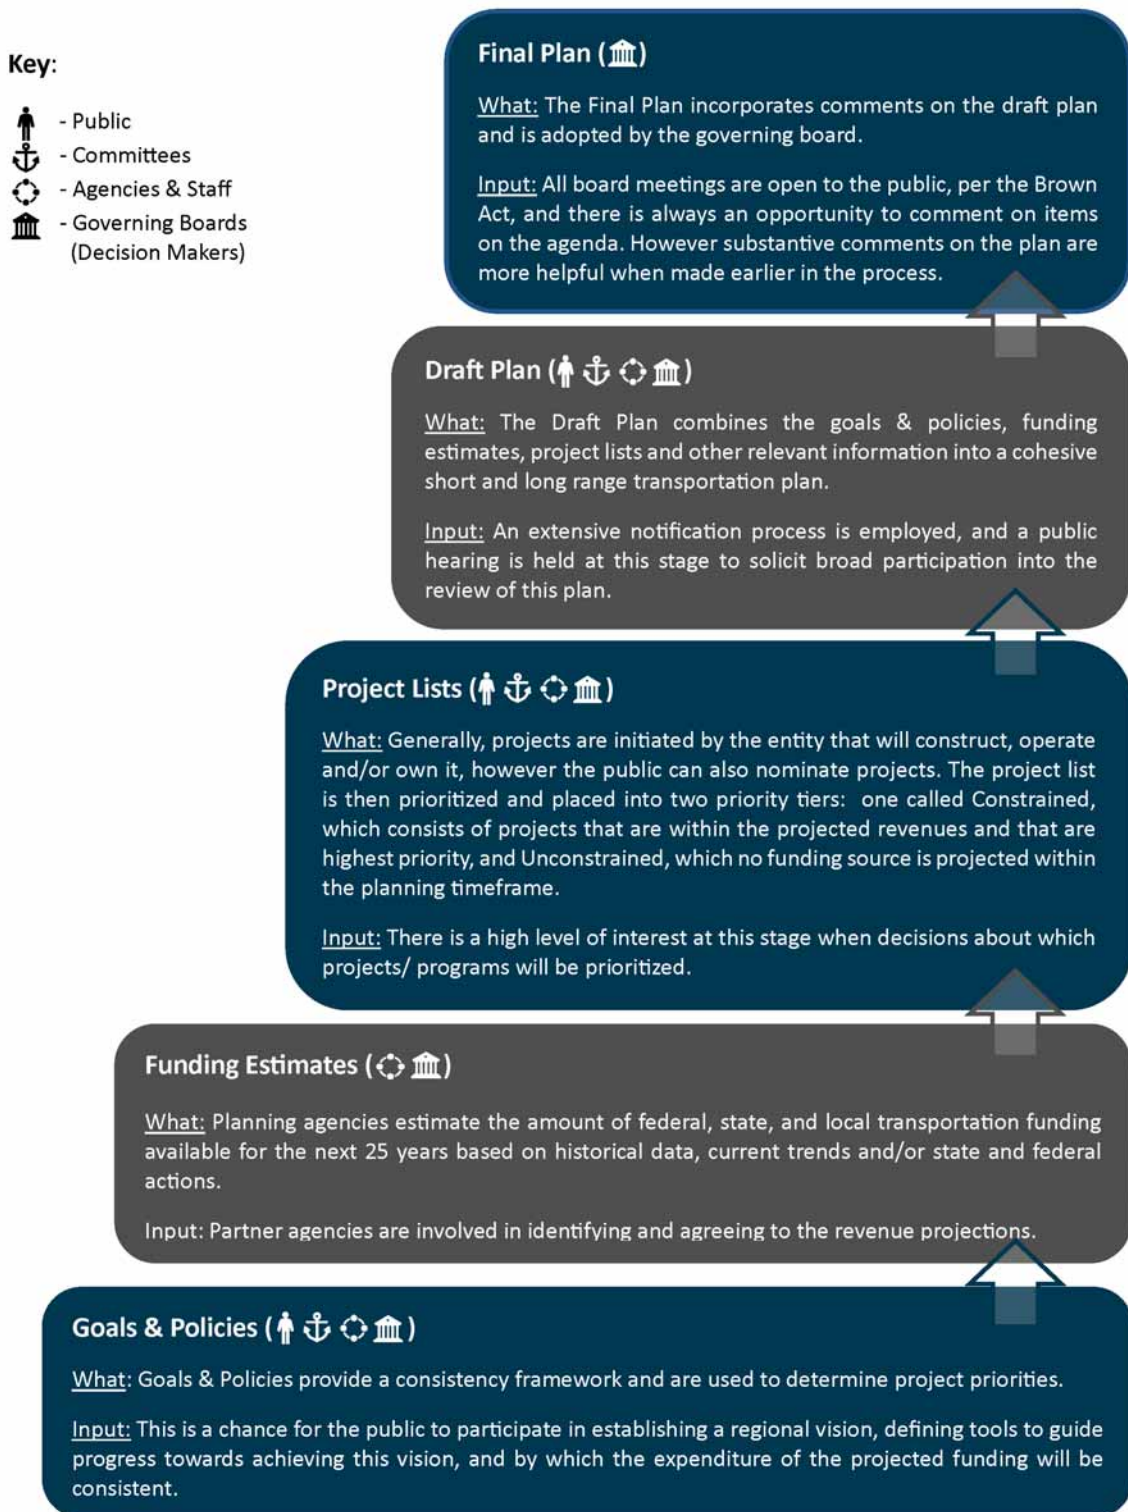 Key:
- Public
- Committees
- Agencies & Staff
- Governing Boards
(Decision Makers)
Final Plan ( )
What: The Final Plan incorporates comments on the draft plan
and is adopted by the governing board.
Input: All board meetings are open to the public, per the Brown
Act, and there is always an opportunity to comment on items
on the agenda. However substantive comments on the plan are
more helpful when made earlier in the process.
Draft Plan ( )
What: The Draft Plan combines the goals & policies, funding
estimates, project lists and other relevant information into a cohesive
short and long range transportation plan.
Input: An extensive notification process is employed, and a public
hearing is held at this stage to solicit broad participation into the
review of this plan.
Project Lists ( )
What: Generally, projects are initiated by the entity that will construct, operate
and/or own it, however the public can also nominate projects. The project list
is then prioritized and placed into two priority tiers: one called Constrained,
which consists of projects that are within the projected revenues and that are
highest priority, and Unconstrained, which no funding source is projected within
the planning timeframe.
Input: There is a high level of interest at this stage when decisions about which
projects/ programs will be prioritized.
Funding Estimates ( )
What: Planning agencies estimate the amount of federal, state, and local transportation funding
available for the next 25 years based on historical data, current trends and/or state and federal
actions.
Input: Partner agencies are involved in identifying and agreeing to the revenue projections.
Goals & Policies ( )
What: Goals & Policies provide a consistency framework and are used to determine project priorities.
Input: This is a chance for the public to participate in establishing a regional vision, defining tools to guide
progress towards achieving this vision, and by which the expenditure of the projected funding will be
consistent.